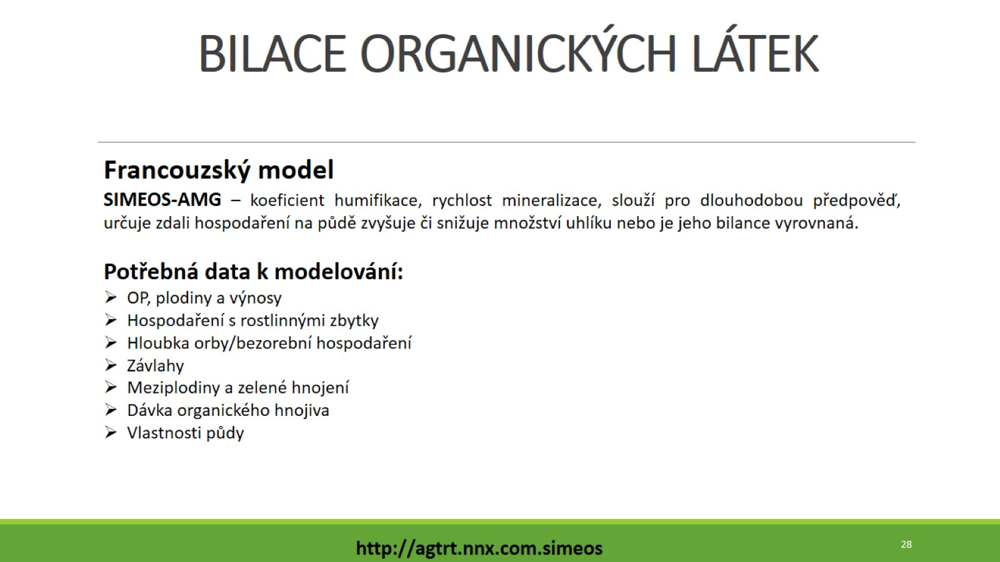 BILACE ORGANICKÝCH LÁTEK
Francouzský model
SIMEOS-AMG – koeficient humifikace, rychlost mineralizace, slouží pro dlouhodobou předpověď,
určuje zdali hospodaření na půdě zvyšuje či snižuje množství uhlíku nebo je jeho bilance vyrovnaná.
Potřebná data k modelování:
➢ OP, plodiny a výnosy
➢ Hospodaření s rostlinnými zbytky
➢ Hloubka orby/bezorební hospodaření
➢ Závlahy
➢ Meziplodiny a zelené hnojení
➢ Dávka organického hnojiva
➢ Vlastnosti půdy
http://agtrt.nnx.com.simeos
28